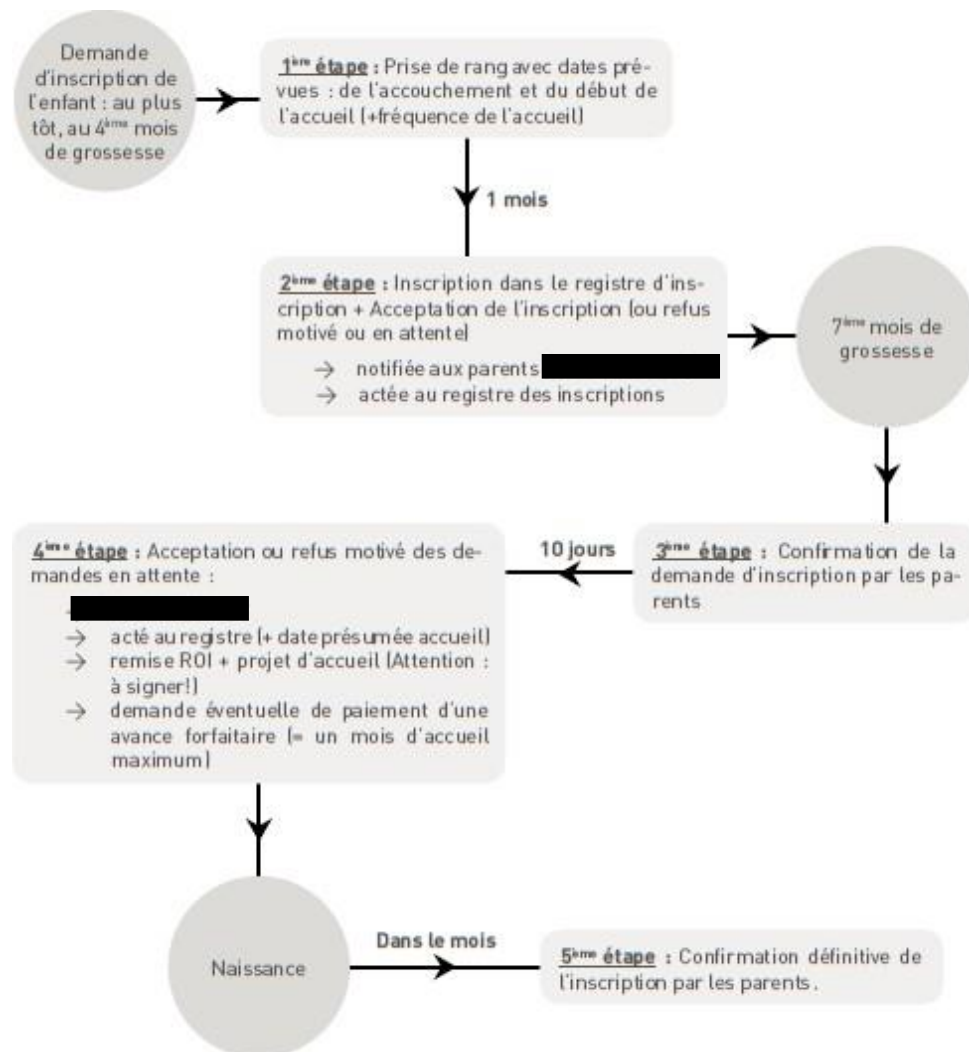 Demande
d'inscription de
l'enfant : au plus
tôt, au 4ème mois
de grossesse
1ère étape : Prise de rang avec dates pré-
vues : de l'accouchement et du début de
l'accueil (+fréquence de l'accueil)
1 mois
2ème étape : Inscription dans le registre d'ins-
cription + Acceptation de l'inscription (ou refus
motivé ou en attente)
→ notifiée aux parents
→ actée au registre des inscriptions
7ème mois de
grossesse
3ème étape : Confirmation de la
demande d'inscription par les pa-
rents
10 jours
4ème étape : Acceptation ou refus motivé des de-
mandes en attente :
→ acté au registre (+ date présumée accueil)
→ remise ROI + projet d'accueil (Attention :
à signer!)
→ demande éventuelle de paiement d'une
avance forfaitaire (= un mois d'accueil
maximum)
Naissance
Dans le mois
5ème étape : Confirmation définitive de
l'inscription par les parents.